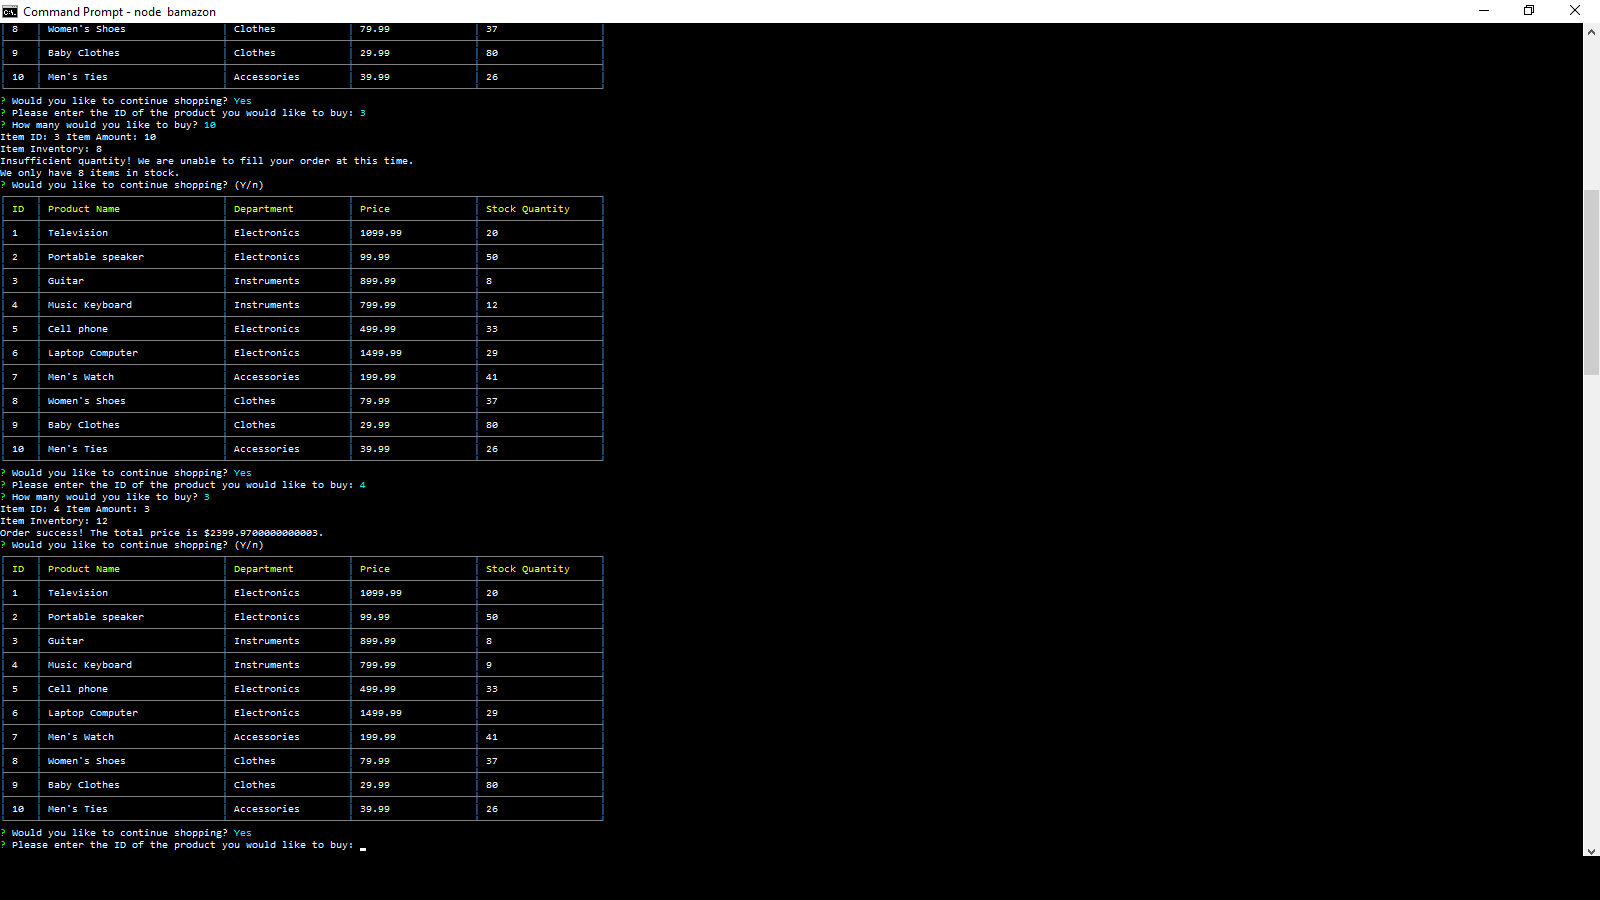 Command Prompt - node bamazon
8 Women's Shoes Clothes 79.99 37
9 Baby Clothes Clothes 29.99 80
10 Men's Ties Accessories 39.99 26
? Would you like to continue shopping? Yes
? Please enter the ID of the product you would like to buy: 3
? How many would you like to buy? 10
Item ID: 3 Item Amount: 10
Item Inventory: 8
Insufficient quantity! We are unable to fill your order at this time.
We only have 8 items in stock.
? Would you like to continue shopping? (Y/n)
ID Product Name Department Price Stock Quantity
1 Television Electronics 1099.99 20
2 Portable speaker Electronics 99.99 50
3 Guitar Instruments 899.99 8
4 Music Keyboard Instruments 799.99 12
5 Cell phone Electronics 499.99 33
6 Laptop Computer Electronics 1499.99 29
7 Men's Watch Accessories 199.99 41
8 Women's Shoes Clothes 79.99 37
9 Baby Clothes Clothes 29.99 80
10 Men's Ties Accessories 39.99 26
? Would you like to continue shopping? Yes
? Please enter the ID of the product you would like to buy: 4
? How many would you like to buy? 3
Item ID: 4 Item Amount: 3
Item Inventory: 12
Order success! The total price is $2399.9700000000003.
? Would you like to continue shopping? (Y/n)
ID Product Name Department Price Stock Quantity
1 Television Electronics 1099.99 20
2 Portable speaker Electronics 99.99 50
3 Guitar Instruments 899.99 8
4 Music Keyboard Instruments 799.99 9
5 Cell phone Electronics 499.99 33
6 Laptop Computer Electronics 1499.99 29
7 Men's Watch Accessories 199.99 41
8 Women's Shoes Clothes 79.99 37
9 Baby Clothes Clothes 29.99 80
10 Men's Ties Accessories 39.99 26
? Would you like to continue shopping? Yes
? Please enter the ID of the product you would like to buy: